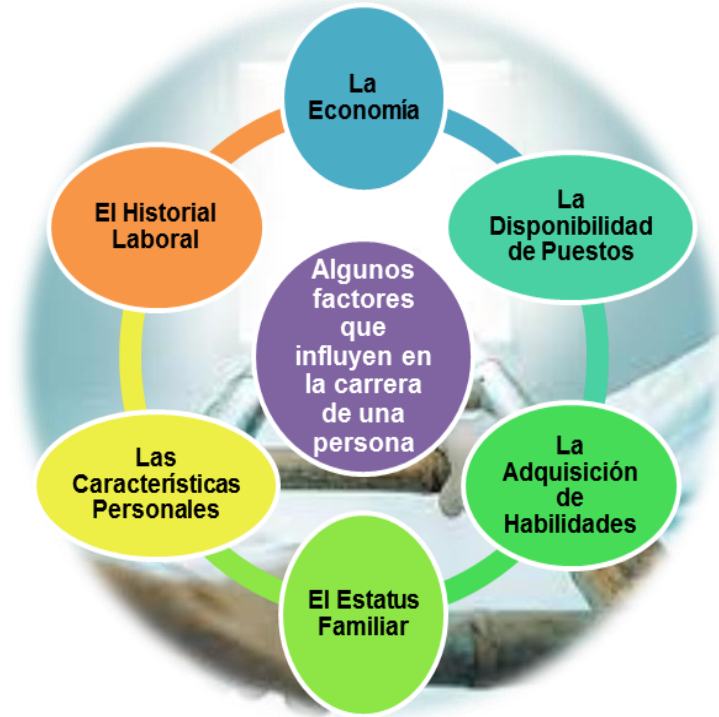 La
Economía
La
Disponibilidad
de Puestos
La
Adquisición
de
Habilidades
El Estatus
Familiar
Las
Características
Personales
El Historial
Laboral
Algunos
factores
que
influyen en
la carrera
de una
persona